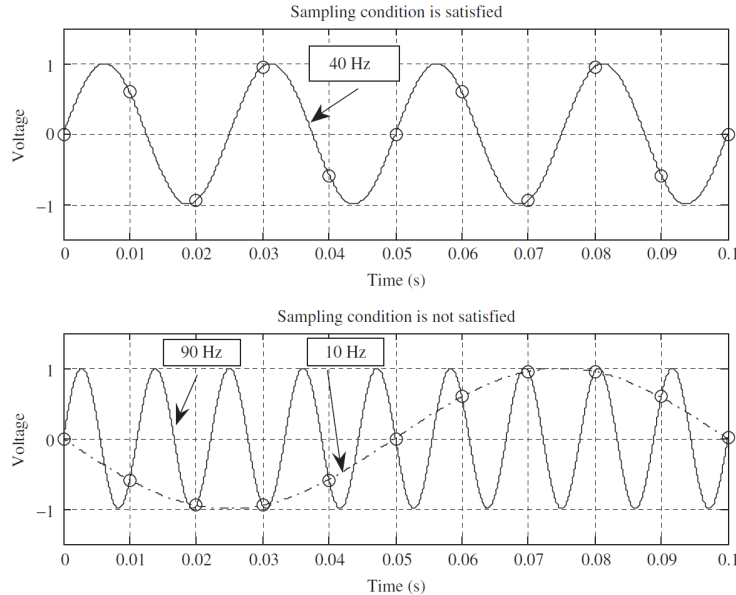 Sampling condition is satisfied
1
40 Hz
Voltage
0
−1
0 0.01 0.02 0.03 0.04 0.05 0.06 0.07 0.08 0.09 0.1
Time (s)
Sampling condition is not satisfied
90 Hz 10 Hz
1
Voltage
0
−1
0 0.01 0.02 0.03 0.04 0.05 0.06 0.07 0.08 0.09 0.1
Time (s)